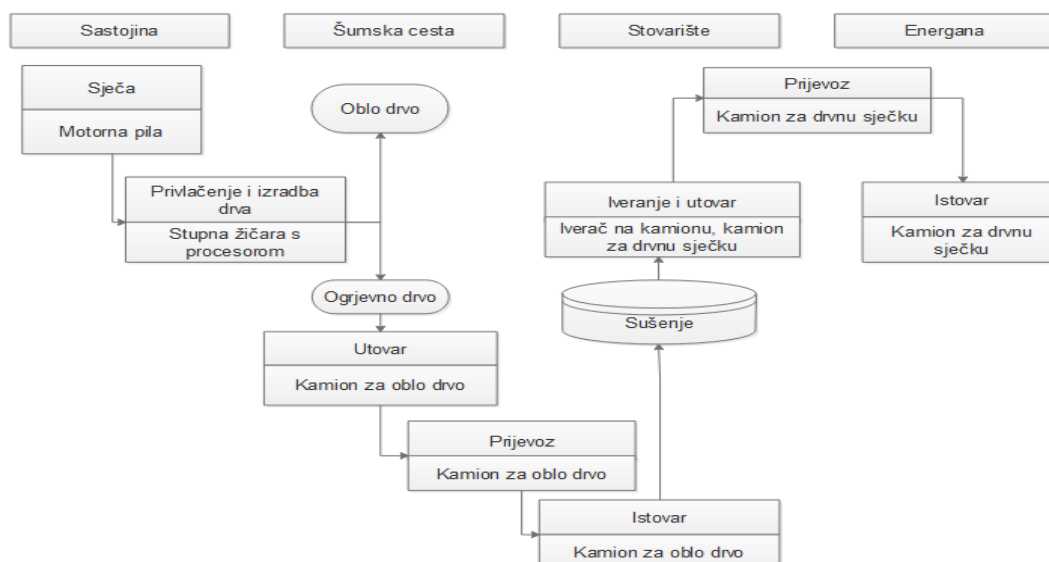 Sastojina
Šumska cesta
Stovarište
Energana
Sječa
Motorna pila
Privlačenje i izradba
drva
Stupna žičara s
procesorom
Oblo drvo
Ogrjevno drvo
Utovar
Kamion za oblo drvo
Prijevoz
Kamion za oblo drvo
Istovar
Kamion za oblo drvo
Sušenje
Iveranje i utovar
Iverač na kamionu, kamion
za drvnu sječku
Prijevoz
Kamion za drvnu sječku
Istovar
Kamion za drvnu
sječku